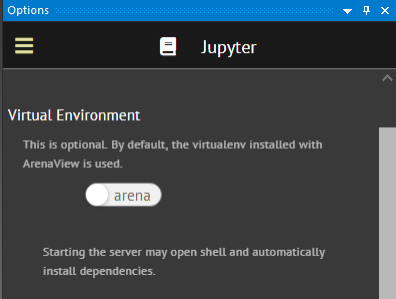 Options
Jupyter
Virtual Environment
This is optional. By default, the virtualenv installed with
ArenaView is used.
arena
Starting the server may open shell and automatically
install dependencies.